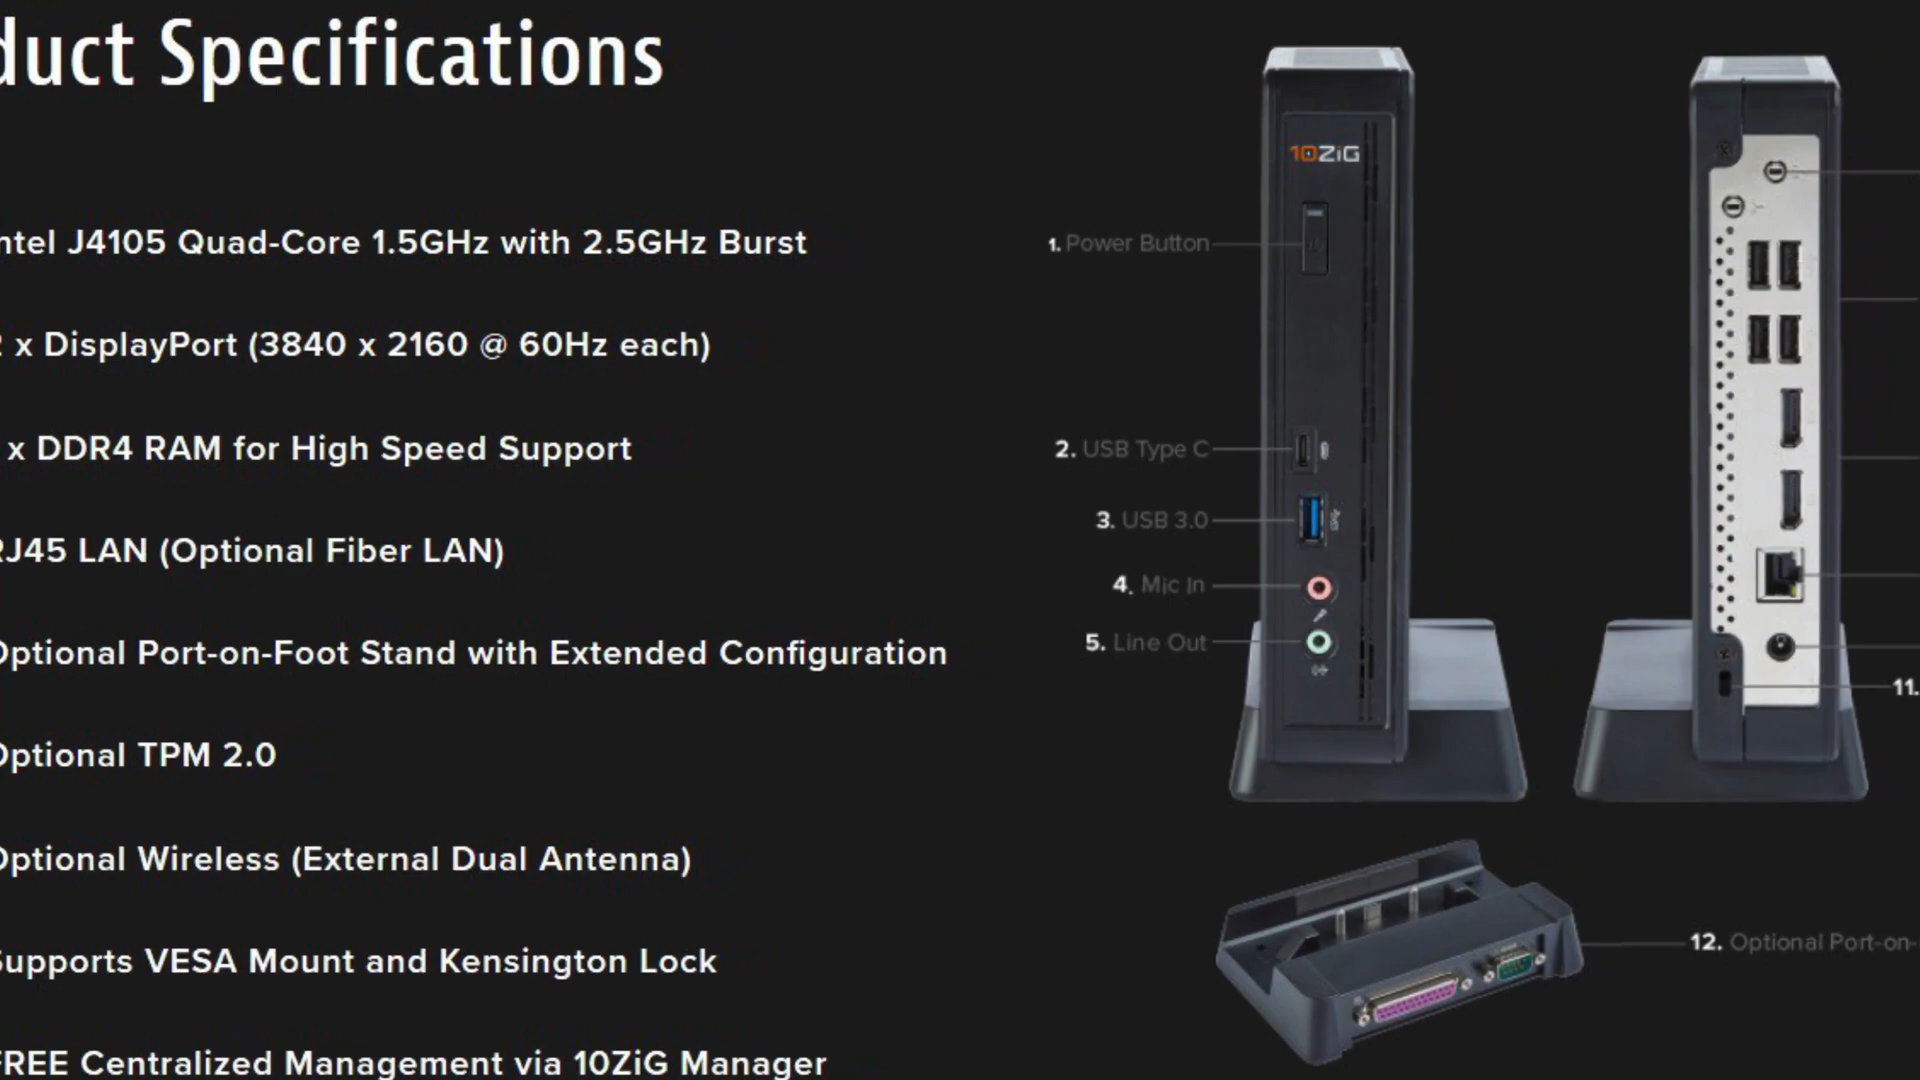 duct Specifications
ntel J4105 Quad-Core 1.5GHz with 2.5GHz Burst
x DisplayPort (3840 x 2160 @ 60Hz each)
x DDR4 RAM for High Speed Support
RJ45 LAN (Optional Fiber LAN)
Optional Port-on-Foot Stand with Extended Configuration
Optional TPM 2.0
Optional Wireless (External Dual Antenna)
Supports VESA Mount and Kensington Lock
FREE Centralized Management via 10ZiG Manager
10ZiG
1. Power Button
2. USB Type C
3. USB 3.0
4. Mic In
5. Line Out
11.
12. Optional Port-on-